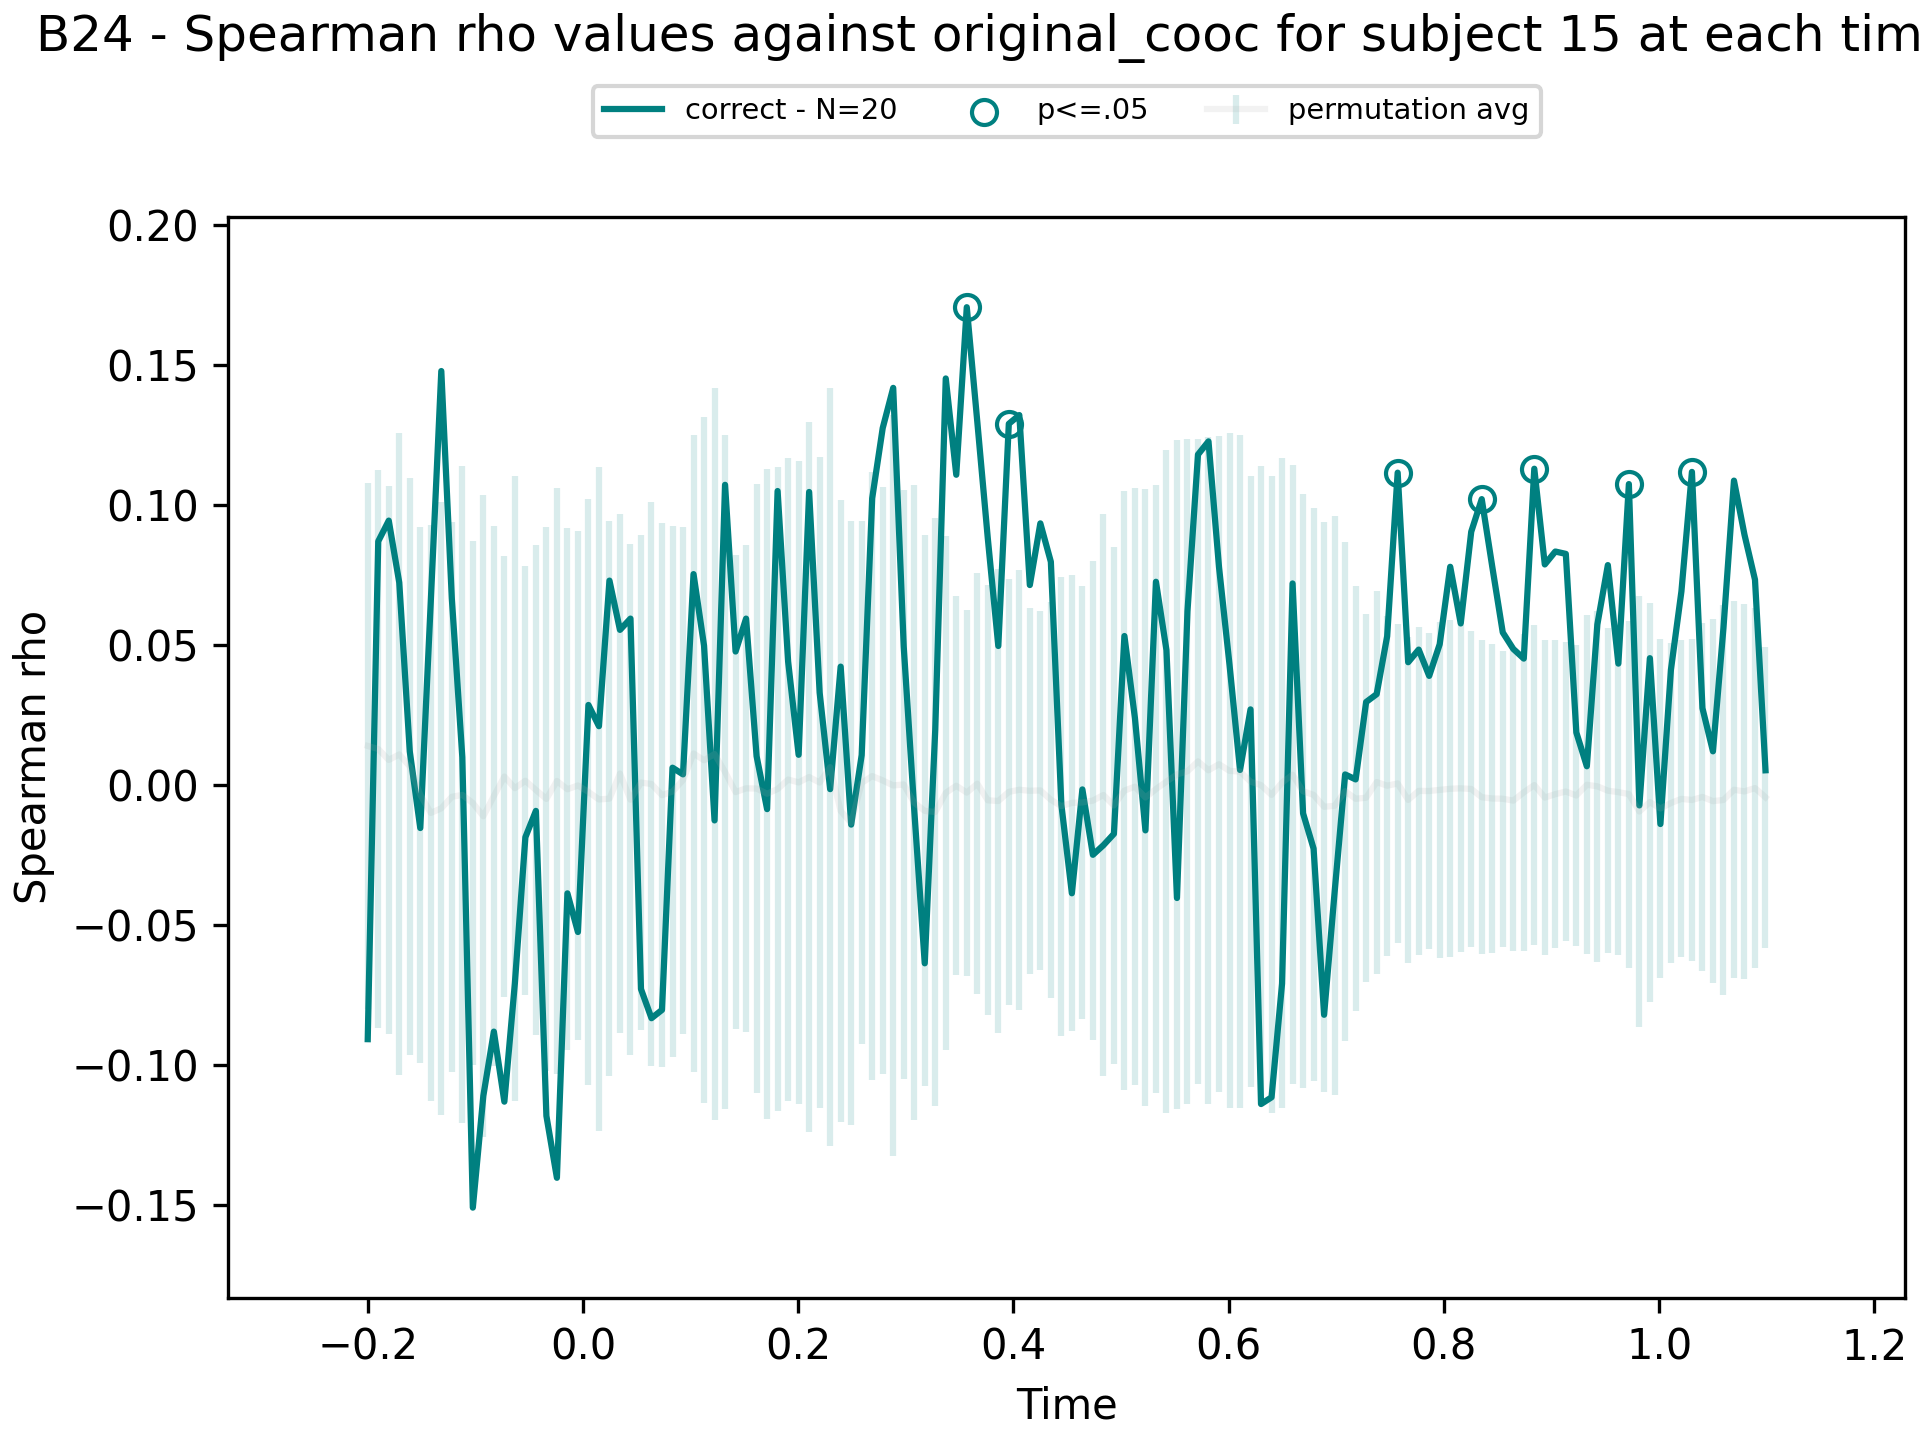 B24 - Spearman rho values against original_cooc for subject 15 at each tim
correct - N=20 p<=.05 permutation avg
0.20
0.15
0.10
0.05
0.00
−0.05
−0.10
−0.15
Spearman rho
−0.2 0.0 0.2 0.4 0.6 0.8 1.0 1.2
Time